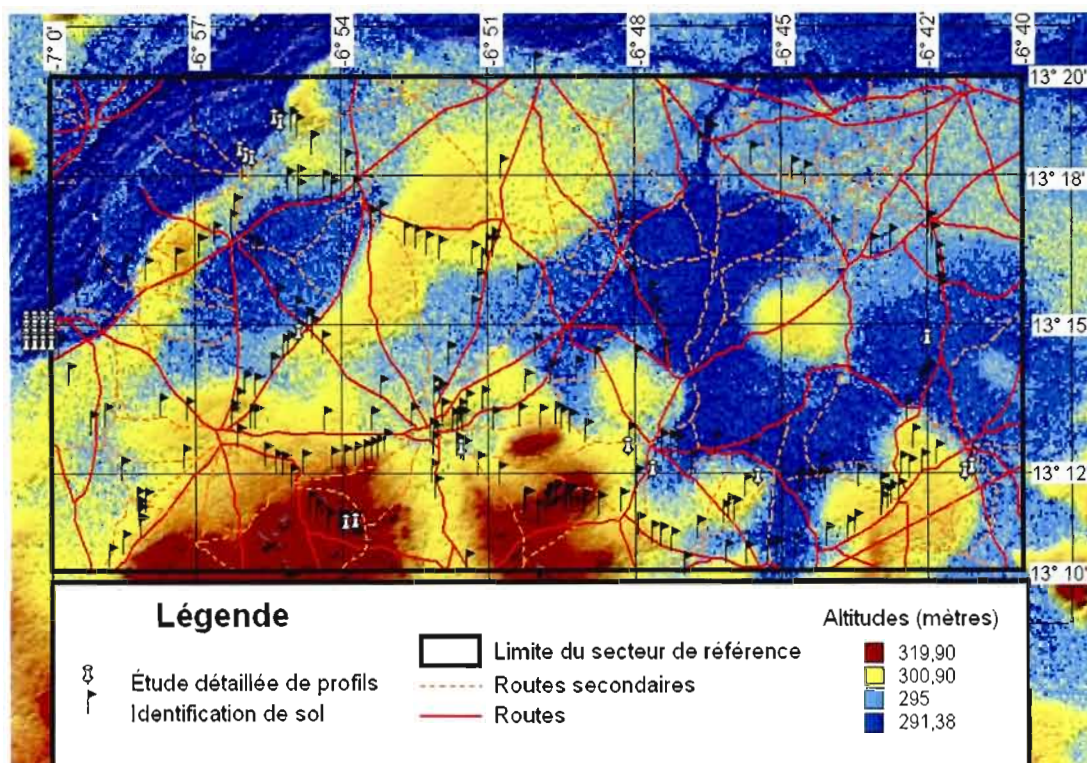 -7° 0'
-6° 57
-6° 54
-6° 51
-6° 48
-6° 45
-6° 42
-6° 40
13° 20'
13° 18'
13° 15'
13° 12'
13° 10'
Légende
Étude détaillée de profils
Identification de sol
Limite du secteur de référence
Routes secondaires
Routes
Altitudes (mètres)
319,90
300,90
295
291,38